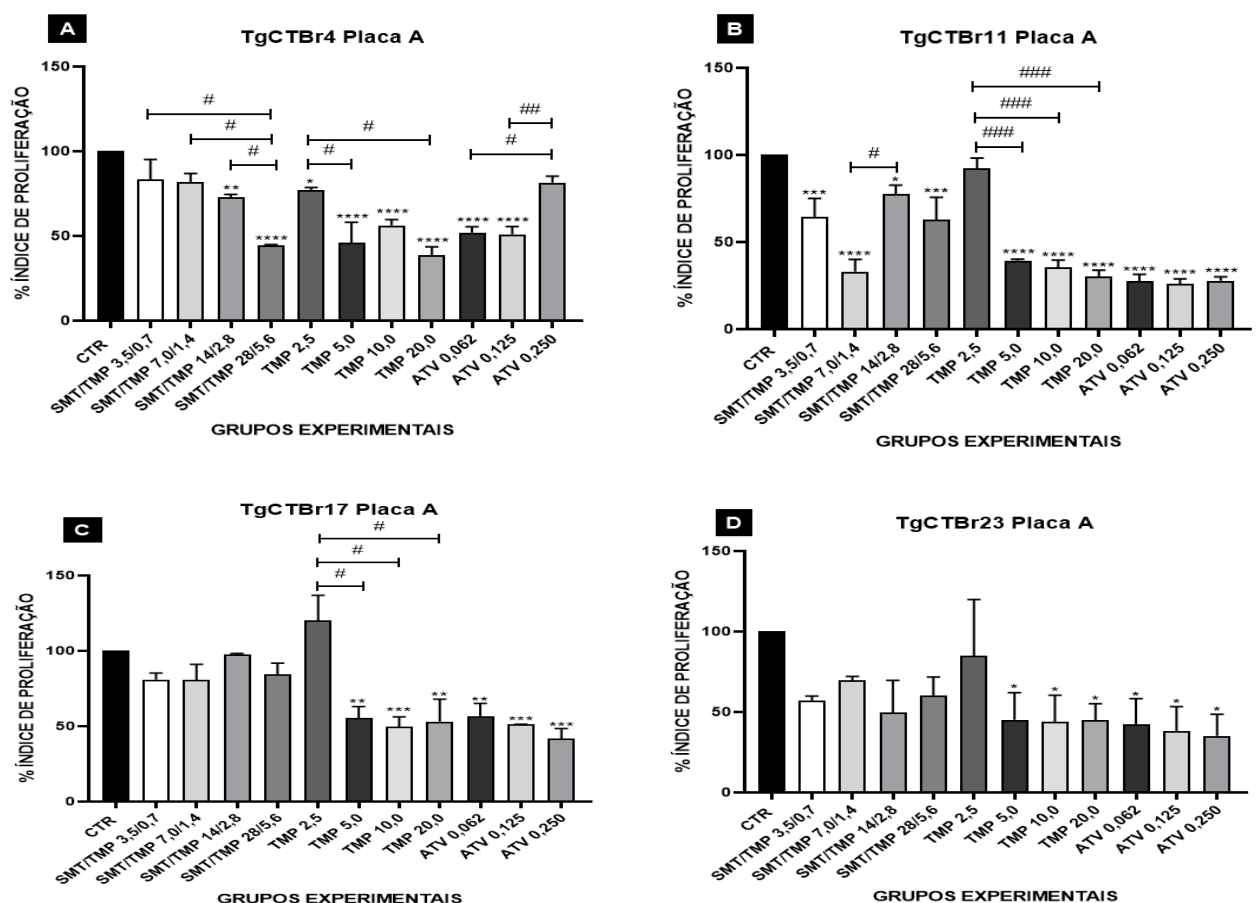 A
TgCTBr4 Placa A
% ÍNDICE DE PROLIFERAÇÃO
150
100
50
0
#
#
#
#
#
##
#
**
****
*
****
****
****
****
****
CTR
SMT/TMP 3,5/0,7
SMT/TMP 7,0/1,4
SMT/TMP 14/2,8
SMT/TMP 28/5,6
TMP 2,5
TMP 5,0
TMP 10,0
TMP 20,0
ATV 0,062
ATV 0,125
ATV 0,250
GRUPOS EXPERIMENTAIS
B
TgCTBr11 Placa A
% ÍNDICE DE PROLIFERAÇÃO
150
100
50
0
###
###
###
#
***
****
*
***
****
****
****
****
****
****
CTR
SMT/TMP 3,5/0,7
SMT/TMP 7,0/1,4
SMT/TMP 14/2,8
SMT/TMP 28/5,6
TMP 2,5
TMP 5,0
TMP 10,0
TMP 20,0
ATV 0,062
ATV 0,125
ATV 0,250
GRUPOS EXPERIMENTAIS
C
TgCTBr17 Placa A
% ÍNDICE DE PROLIFERAÇÃO
150
100
50
0
#
#
#
**
***
**
**
***
***
CTR
SMT/TMP 3,5/0,7
SMT/TMP 7,0/1,4
SMT/TMP 14/2,8
SMT/TMP 28/5,6
TMP 2,5
TMP 5,0
TMP 10,0
TMP 20,0
ATV 0,062
ATV 0,125
ATV 0,250
GRUPOS EXPERIMENTAIS
D
TgCTBr23 Placa A
% ÍNDICE DE PROLIFERAÇÃO
150
100
50
0
*
*
*
*
*
*
CTR
SMT/TMP 3,5/0,7
SMT/TMP 7,0/1,4
SMT/TMP 14/2,8
SMT/TMP 28/5,6
TMP 2,5
TMP 5,0
TMP 10,0
TMP 20,0
ATV 0,062
ATV 0,125
ATV 0,250
GRUPOS EXPERIMENTAIS